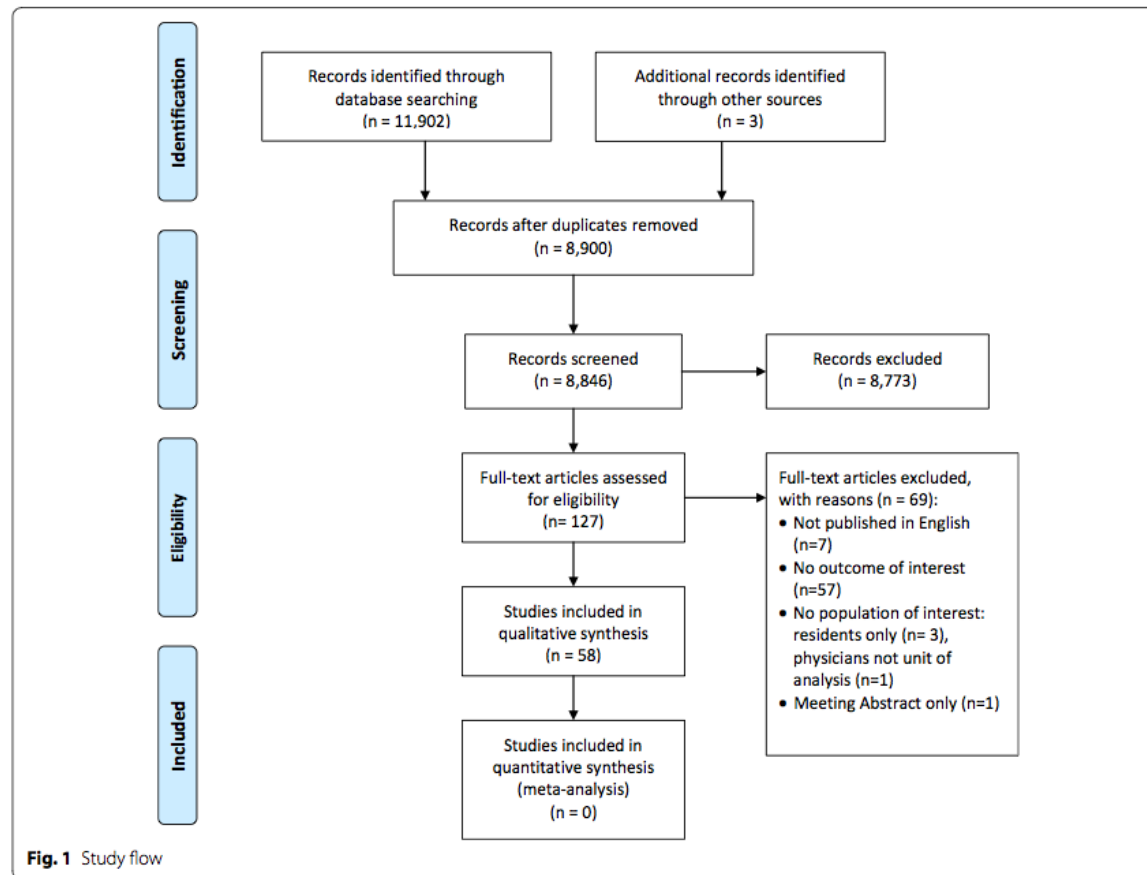 Identification
Records identified through
database searching
(n = 11,902)
Additional records identified
through other sources
(n = 3)
Records after duplicates removed
(n = 8,900)
Screening
Records screened
(n = 8,846)
Records excluded
(n = 8,773)
Eligibility
Full-text articles assessed
for eligibility
(n= 127)
Full-text articles excluded,
with reasons (n = 69):
• Not published in English
(n=7)
• No outcome of interest
(n=57)
• No population of interest:
residents only (n= 3),
physicians not unit of
analysis (n=1)
• Meeting Abstract only (n=1)
Studies included in
qualitative synthesis
(n = 58)
Included
Studies included in
quantitative synthesis
(meta-analysis)
(n = 0)
Fig. 1 Study flow